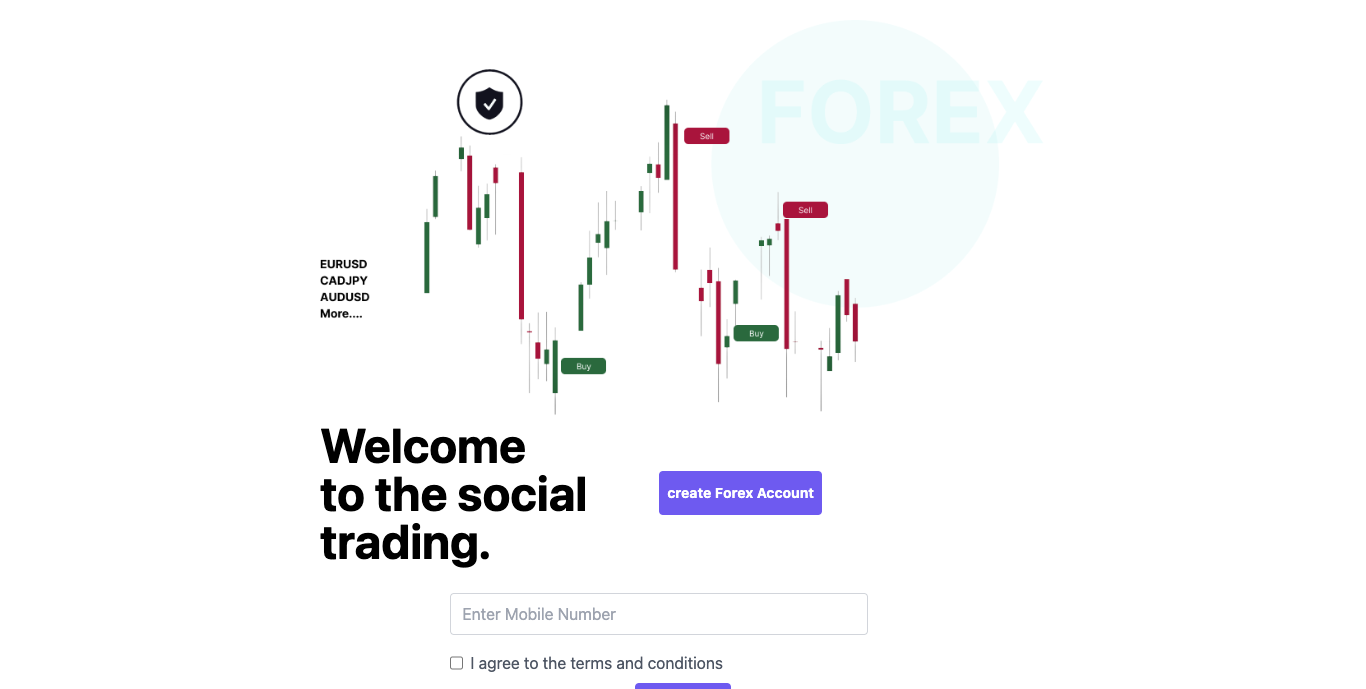 FOREX
Sell
Sell
EURUSD
CADJPY
AUDUSD
More....
Buy
Buy
Welcome
to the social
trading.
create Forex Account
Enter Mobile Number
I agree to the terms and conditions